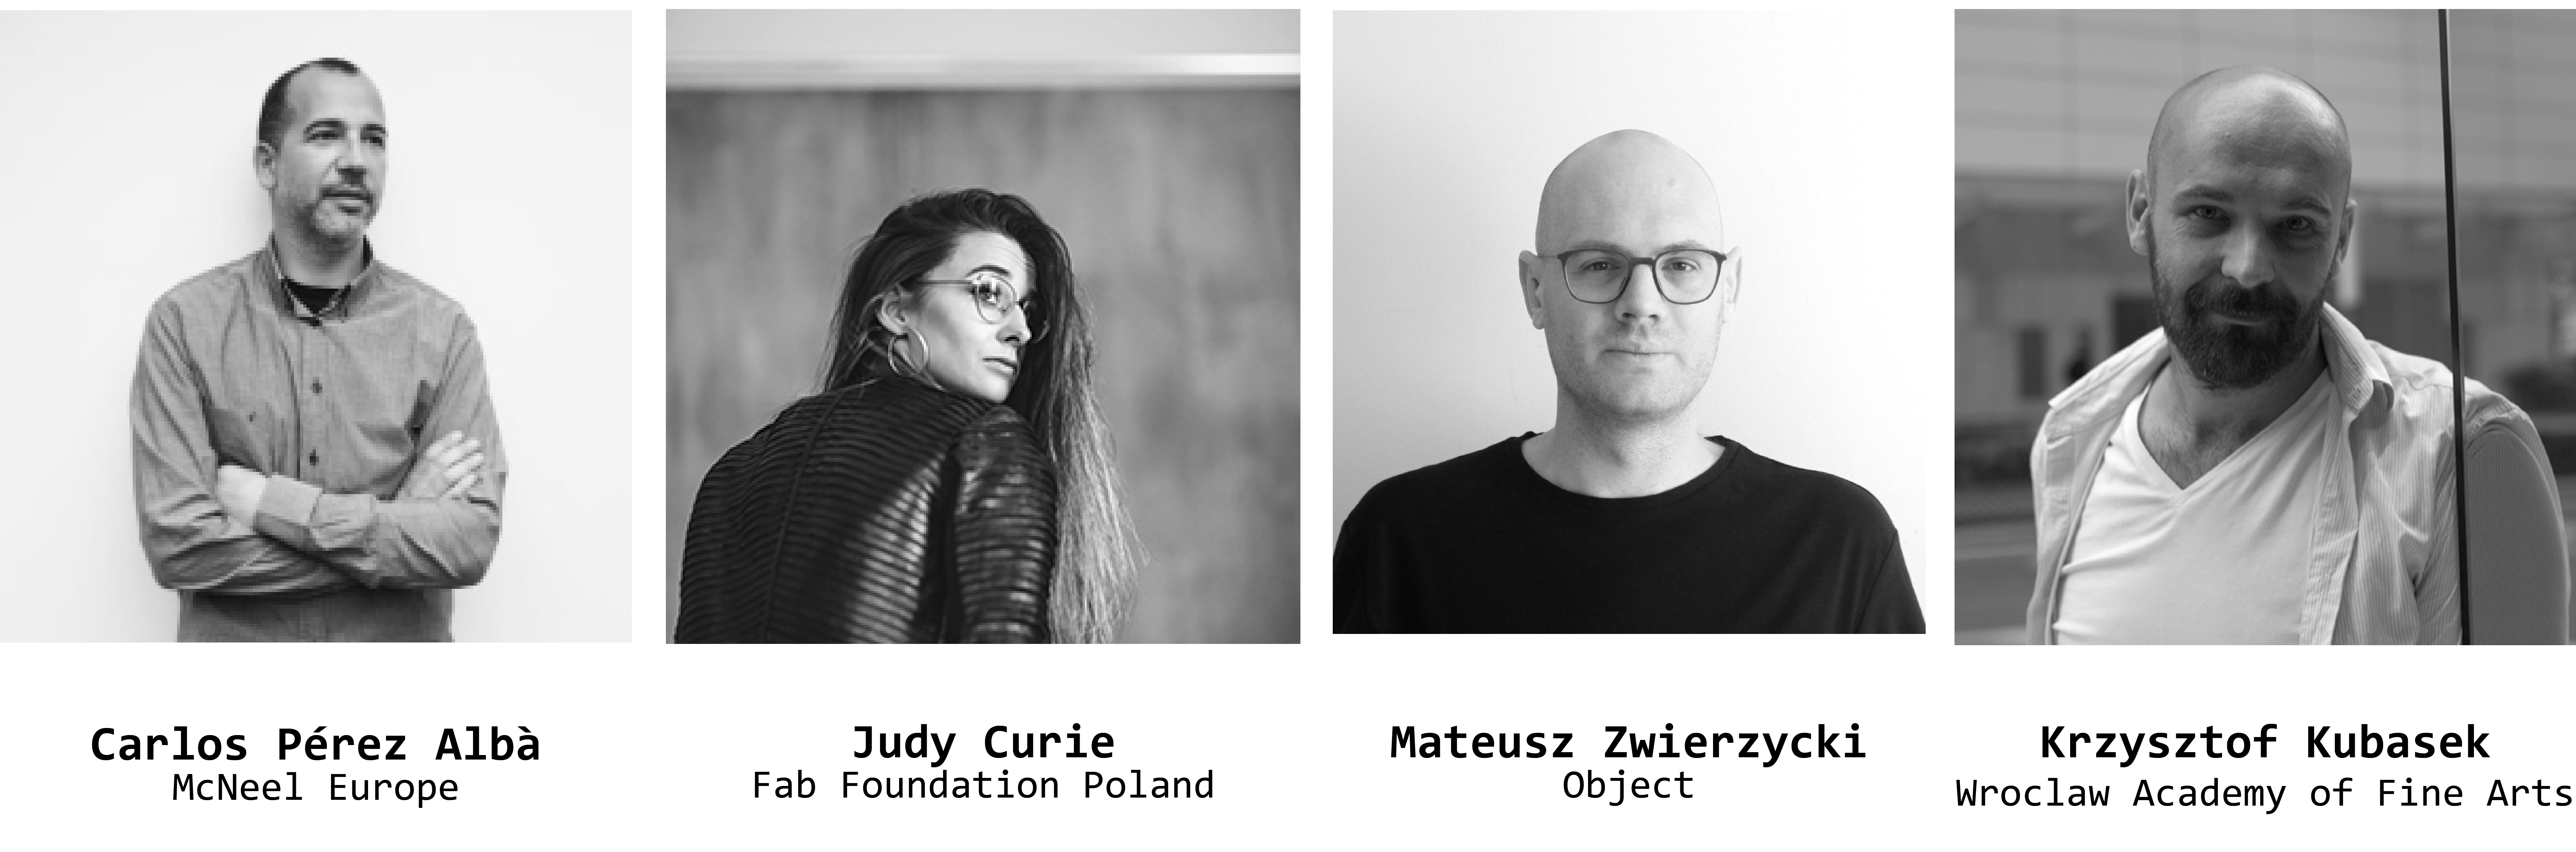 Carlos Pérez Albà
McNeel Europe
Judy Curie
Fab Foundation Poland
Mateusz Zwierzycki
Object
Krzysztof Kubasek
Wroclaw Academy of Fine Arts